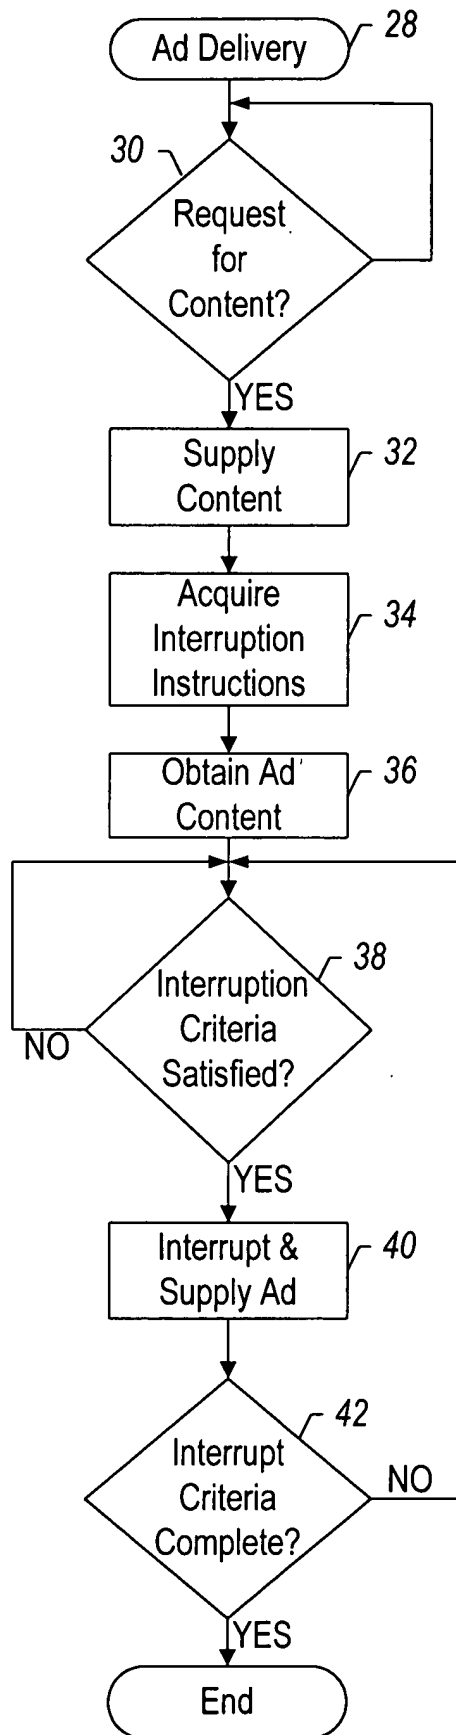 Ad Delivery
28
30
Request
for
Content?
YES
Supply
Content
32
Acquire
Interruption
Instructions
34
Obtain Ad
Content
36
Interruption
Criteria
Satisfied?
38
NO
YES
Interrupt &
Supply Ad
40
Interrupt
Criteria
Complete?
42
NO
YES
End